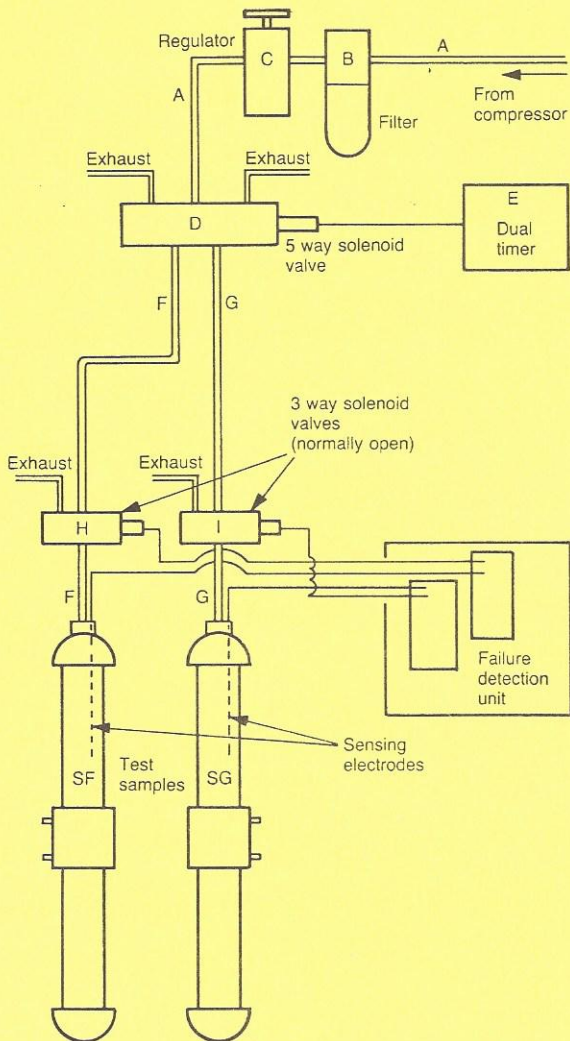 Regulator
C
B
A
A
From
compressor
Filter
Exhaust
Exhaust
D
5 way solenoid
valve
E
Dual
timer
F
G
3 way solenoid
valves
(normally open)
Exhaust
Exhaust
H
I
F
G
Failure
detection
unit
Sensing
electrodes
SF
Test
samples
SG